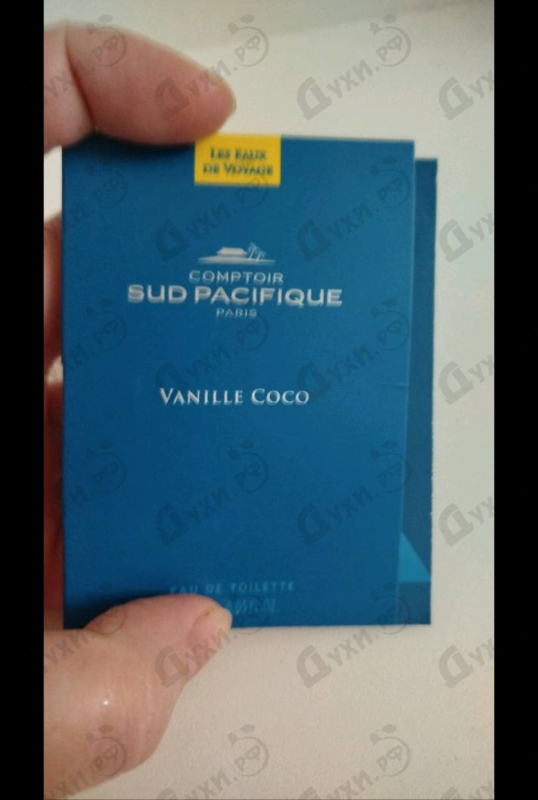 LES EAUX
DE VOYAGE
COMPTOIR
SUD PACIFIQUE
PARIS
VANILLE COCO
EAU DE TOILETTE
Духи.рф